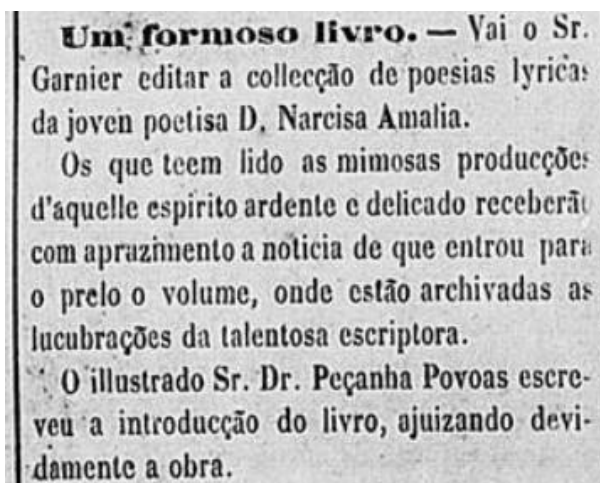 Um formoso livro. — Vai o Sr.
Garnier editar a collecção de poesias lyricas
da joven poetisa D. Narcisa Amalia.
Os que teem lido as mimosas producções
d'aquelle espirito ardente e delicado receberão
com aprazimento a noticia de que entrou para
o prelo o volume, onde estão archivadas as
lucubrações da talentosa escriptora.
O illustrado Sr. Dr. Peçanha Povoas escre-
veu a introducção do livro, ajuizando devi-
damente a obra.